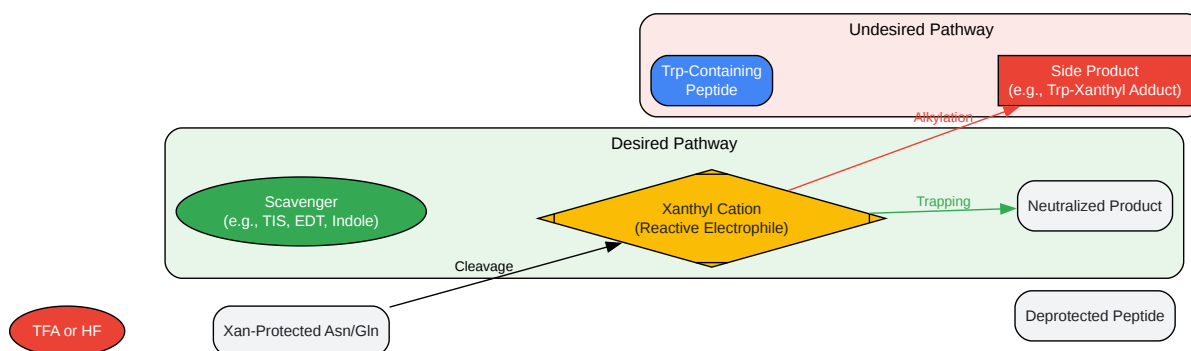 Undesired Pathway
Trp-Containing
Peptide
Side Product
(e.g., Trp-Xanthyl Adduct)
Alkylation
Desired Pathway
Scavenger
(e.g., TIS, EDT, Indole)
Xanthyl Cation
(Reactive Electrophile)
Trapping
Neutralized Product
Cleavage
TFA or HF
Xan-Protected Asn/Gln
Deprotected Peptide